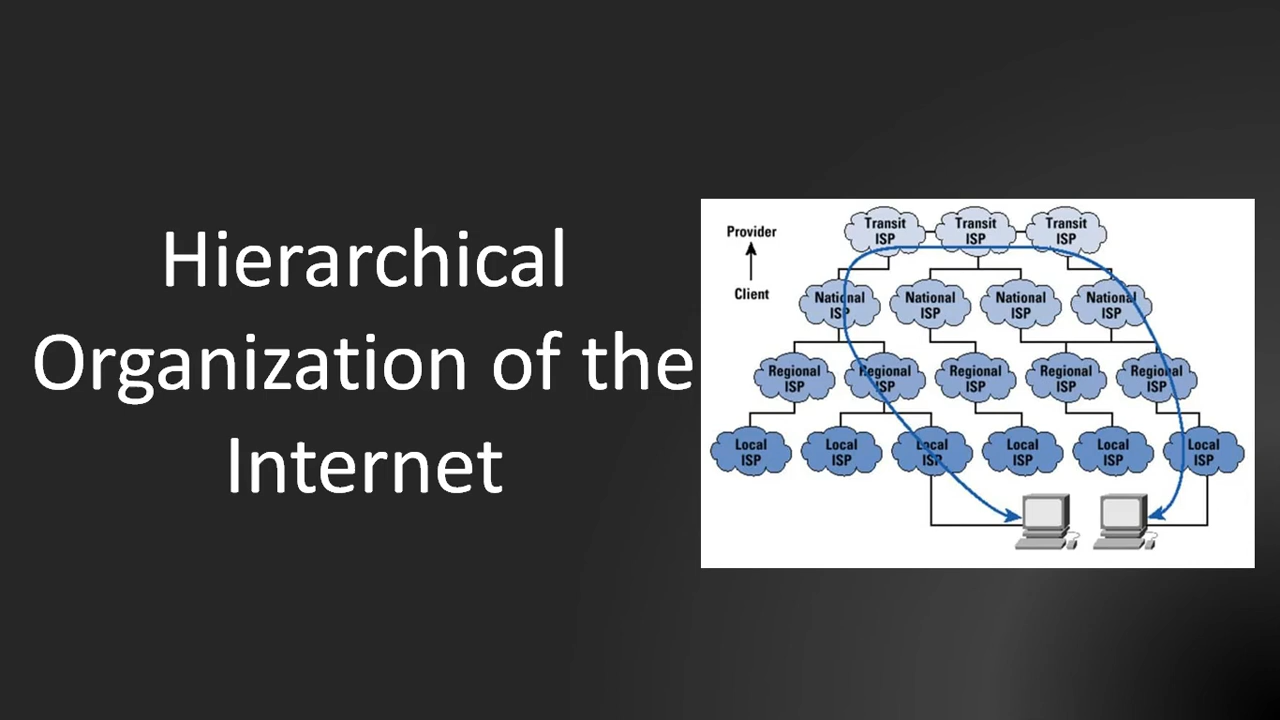 Hierarchical
Organization of the
Internet
Provider
Client
Transit ISP
Transit ISP
Transit ISP
National ISP
National ISP
National ISP
National ISP
Regional ISP
Regional ISP
Regional ISP
Regional ISP
Regional ISP
Local ISP
Local ISP
Local ISP
Local ISP
Local ISP
Local ISP